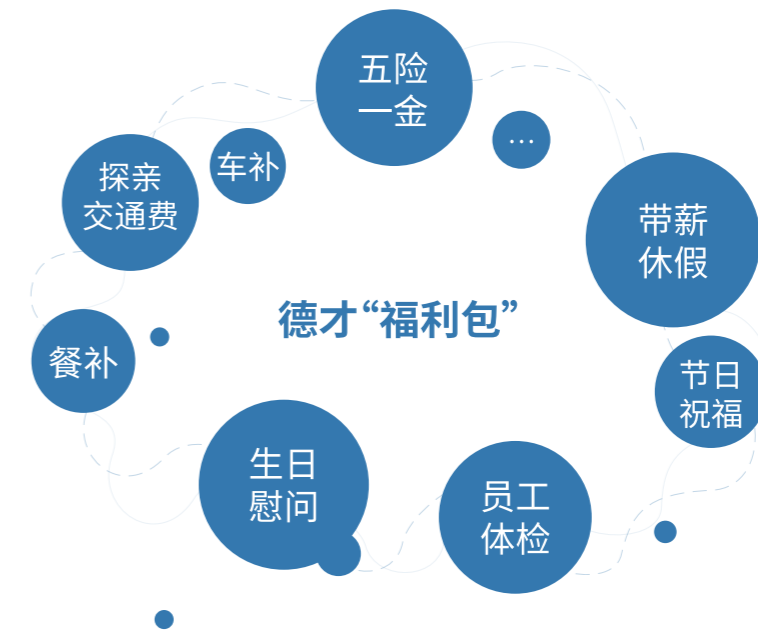 五险
一金
…
车补
探亲
交通费
带薪
休假
德才“福利包”
餐补
节日
祝福
生日
慰问
员工
体检